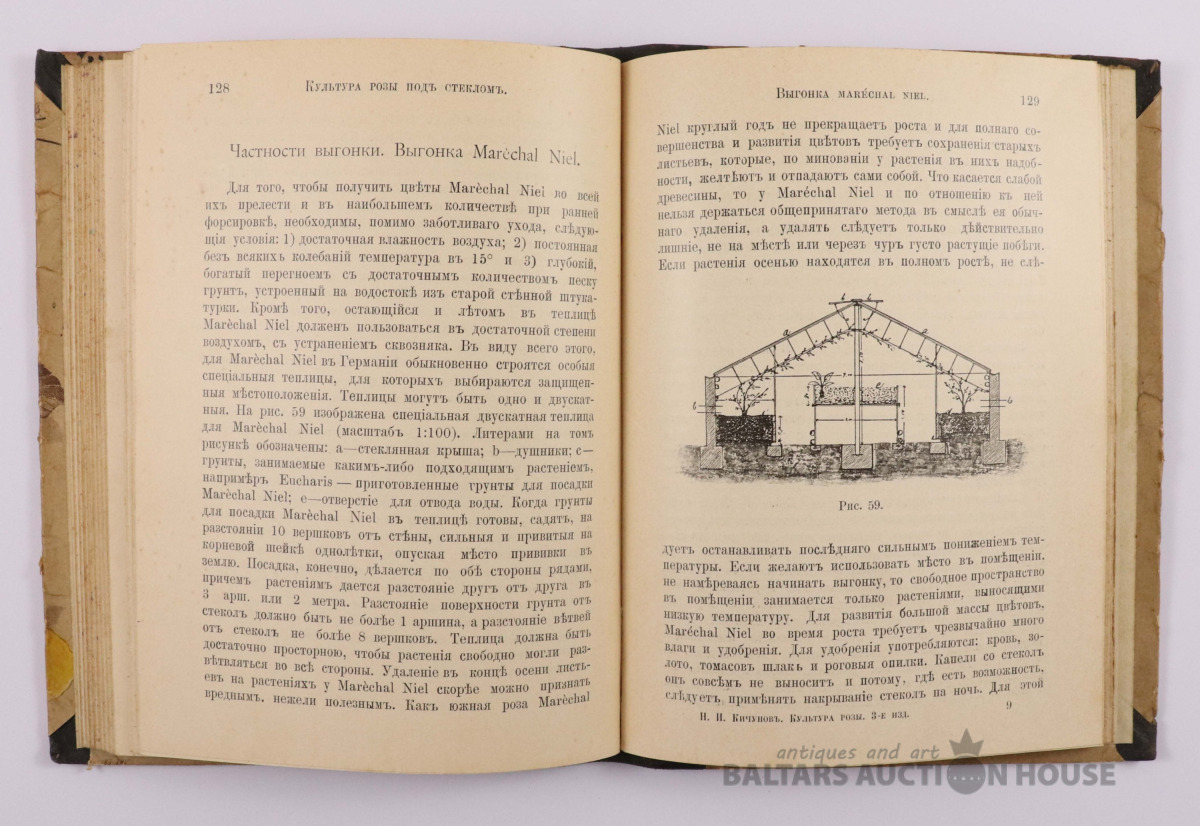 128
Культура розы подъ стекломъ.
Частности выгонки. Выгонка Marèchal Niel.
Для того, чтобы получить цвѣты Marèchal Niel во всей
ихъ прелести и въ наибольшемъ количествѣ при ранней
форсировкѣ, необходимы, помимо заботливаго ухода, слѣдую-
щія условія: 1) достаточная влажность воздуха; 2) постоянная
безъ всякихъ колебаній температура въ 15° и 3) глубокій,
богатый перегноемъ съ достаточнымъ количествомъ песку
грунтъ, устроенный на водостокѣ изъ старой стѣнной штука-
турки. Кромѣ того, остающійся и лѣтомъ въ теплицѣ
Marèchal Niel долженъ пользоваться въ достаточной степени
воздухомъ, съ устраненіемъ сквозняка. Въ виду всего этого,
для Marèchal Niel въ Германіи обыкновенно строятся особыя
спеціальныя теплицы, для которыхъ выбираются защищен-
ныя мѣстоположенія. Теплицы могутъ быть одно и двускат-
ныя. На рис. 59 изображена спеціальная двускатная теплица
для Marèchal Niel (масштабъ 1:100). Литерами на томъ
рисункѣ обозначены: a—стеклянная крыша; b—душники; c—
грунты, занимаемые какимъ-либо подходящимъ растеніемъ,
напримѣръ Eucharis — приготовленные грунты для посадки
Marèchal Niel; e—отверстіе для отвода воды. Когда грунты
для посадки Marèchal Niel въ теплицѣ готовы, садятъ, на
разстояніи 10 вершковъ отъ стѣны, сильныя и привитыя на
корневой шейкѣ однолѣтки, опуская мѣсто прививки въ
землю. Посадка, конечно, дѣлается по обѣ стороны рядами,
причемъ растеніямъ дается разстояніе другъ отъ друга въ
3 арш. или 2 метра. Разстояніе поверхности грунта отъ
стеколъ должно быть не болѣе 1 аршина, а разстояніе вѣтвей
отъ стеколъ не болѣе 8 вершковъ. Теплица должна быть
достаточно просторною, чтобы растенія свободно могли раз-
вѣтвляться во всѣ стороны. Удаленіе въ концѣ осени листь-
евъ на растеніяхъ у Marèchal Niel скорѣе можно признать
вреднымъ, нежели полезнымъ. Какъ южная роза Marèchal
Выгонка maréchal niel.
129
Niel круглый годъ не прекращаетъ роста и для полнаго со-
вершенства и развитія цвѣтовъ требуетъ сохраненія старыхъ
листьевъ, которые, по минованіи у растенія въ нихъ надоб-
ности, желтѣютъ и отпадаютъ сами собой. Что касается слабой
древесины, то у Maréchal Niel и по отношенію къ ней
нельзя держаться общепринятаго метода въ смыслѣ ея обыч-
наго удаленія, а удалять слѣдуетъ только дѣйствительно
лишніе, не на мѣстѣ или черезъ чуръ густо растущіе побѣги.
Если растенія осенью находятся въ полномъ ростѣ, не слѣ-
Рис. 59.
дуетъ останавливать послѣдняго сильнымъ пониженіемъ тем-
пературы. Если желаютъ использовать мѣсто въ помѣщеніи,
не намѣреваясь начинать выгонку, то свободное пространство
въ помѣщеніи занимается только растеніями, выносящими
низкую температуру. Для развитія большой массы цвѣтовъ,
Maréchal Niel во время роста требуетъ чрезвычайно много
влаги и удобренія. Для удобренія употребляются: кровь, зо-
лото, томасовъ шлакъ и роговыя опилки. Капели со стеколъ
онъ совсѣмъ не выноситъ и потому, гдѣ есть возможность,
слѣдуетъ примѣнять накрываніе стеколъ на ночь. Для этой
Н. И. Кичуновъ. Культура розы. 3-е изд.
9
antiques and art
BALTARS AUCTION HOUSE